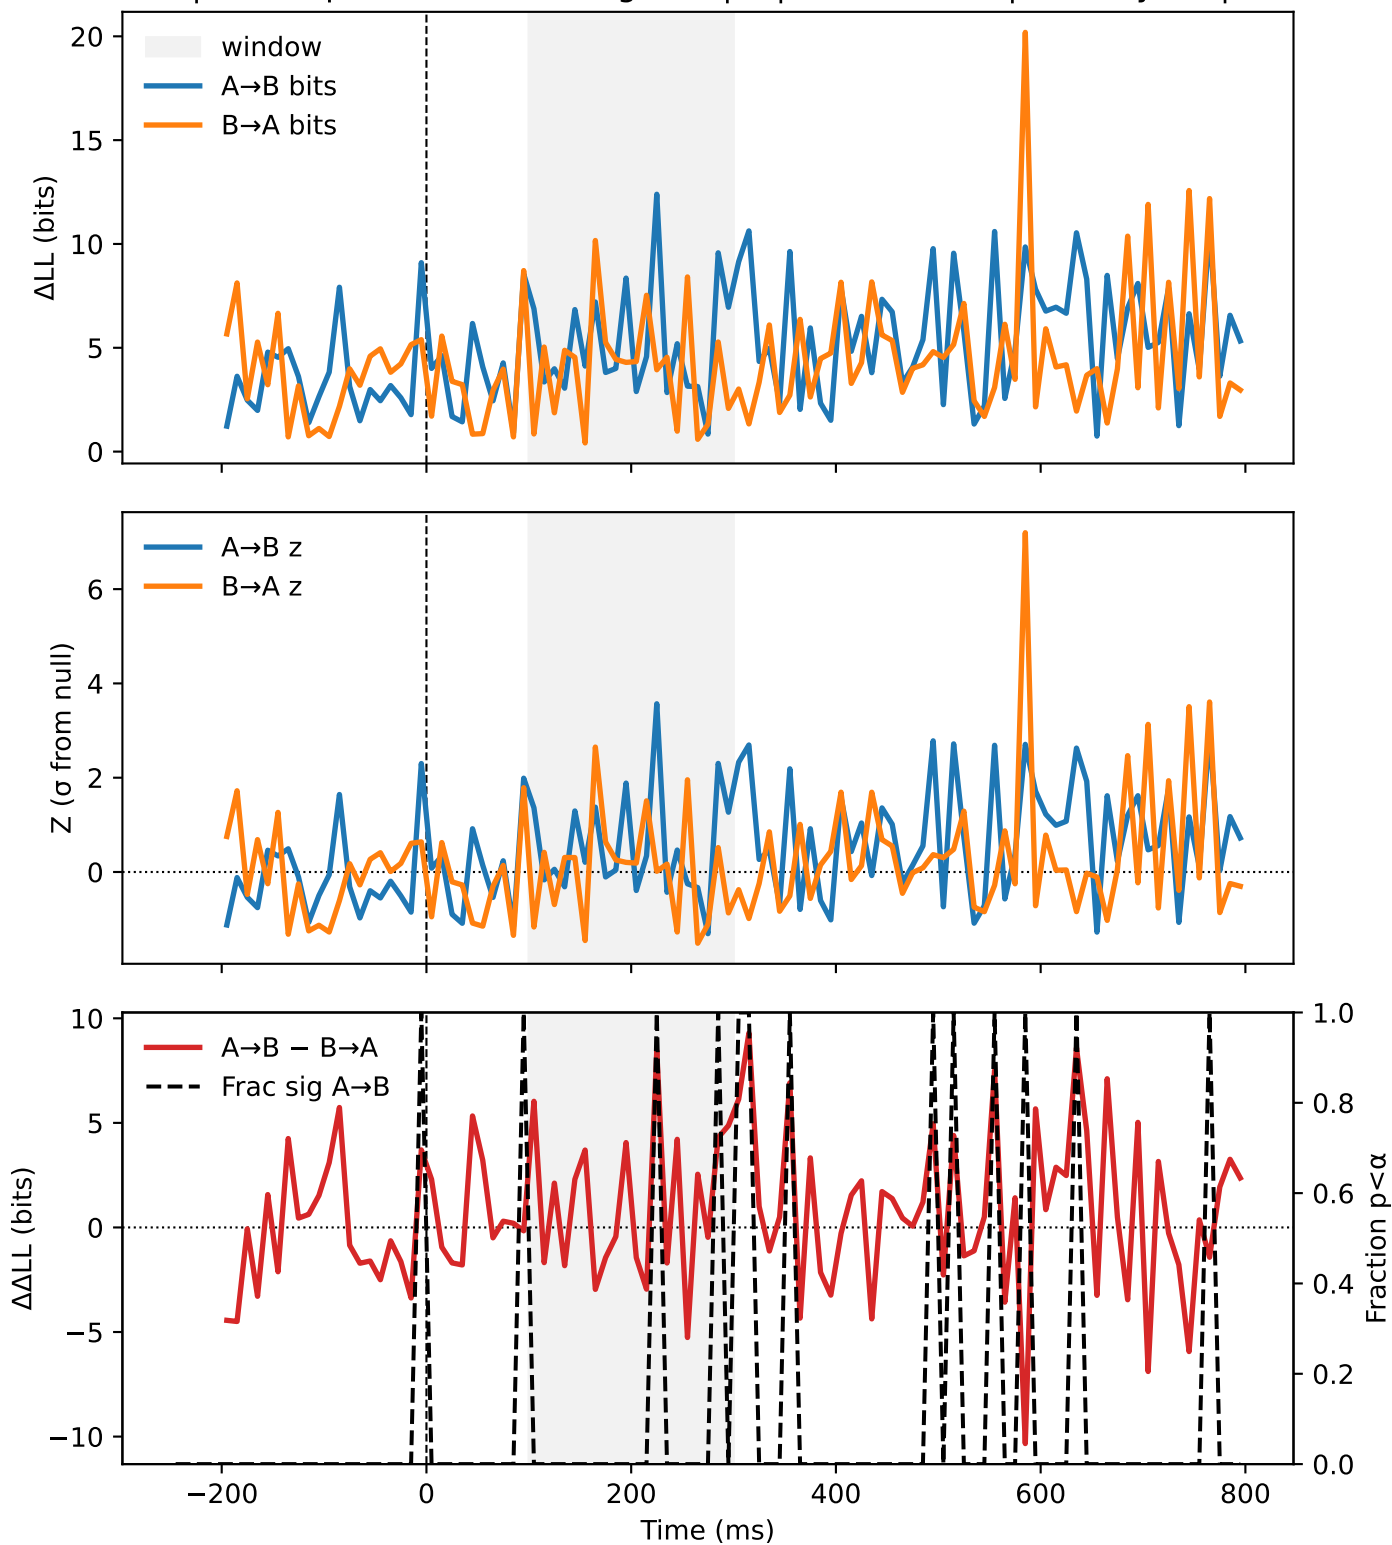 20
15
10
5
0
ΔLL (bits)
window
A→B bits
B→A bits
6
4
2
0
Z (σ from null)
A→B z
B→A z
10
5
0
−5
−10
ΔΔLL (bits)
A→B − B→A
Frac sig A→B
1.0
0.8
0.6
0.4
0.2
0.0
Fraction p<α
−200 0 200 400 600 800
Time (ms)